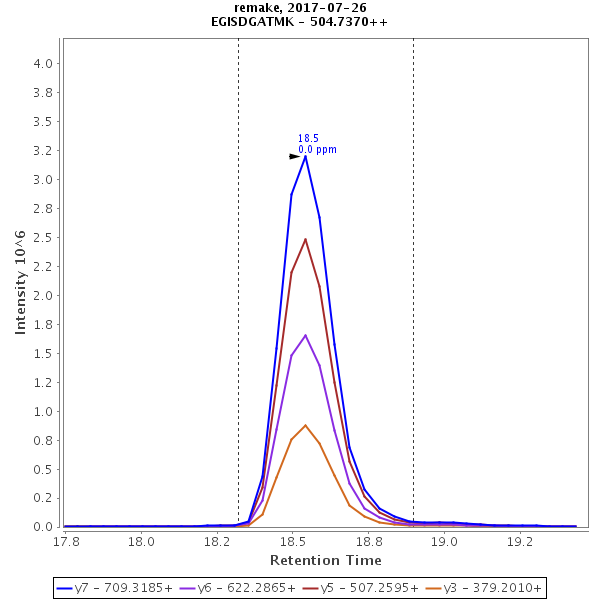 remake, 2017-07-26
EGISDGATMK - 504.7370++
4.0
3.8
3.5
3.2
3.0
2.8
2.5
2.2
2.0
1.8
1.5
1.2
1.0
0.8
0.5
0.2
0.0
Intensity 10^6
18.5
0.0 ppm
17.8 18.0 18.2 18.5 18.8 19.0 19.2
Retention Time
y7 - 709.3185+ y6 - 622.2865+ y5 - 507.2595+ y3 - 379.2010+